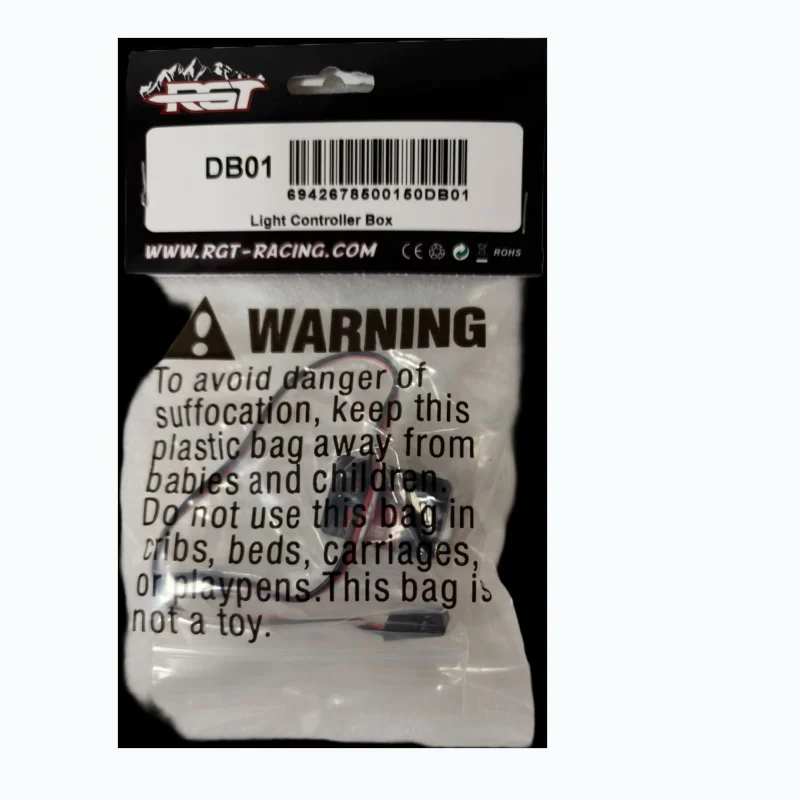 RGT
DB01
6942678500150DB01
Light Controller Box
WWW.RGT-RACING.COM CE ROHS
WARNING
To avoid danger of
suffocation, keep this
plastic bag away from
babies and children.
Do not use this bag in
cribs, beds, carriages,
or playpens.This bag is
not a toy.